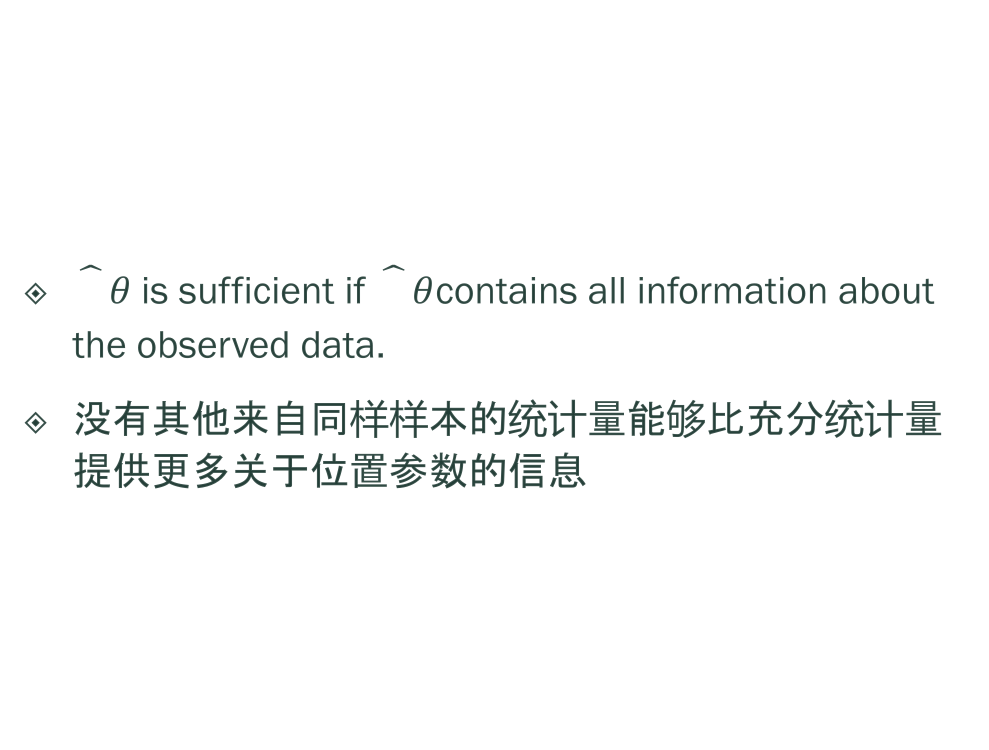 ◈ ⌢θ is sufficient if ⌢θcontains all information about
the observed data.
◈ 没有其他来自同样样本的统计量能够比充分统计量
提供更多关于位置参数的信息